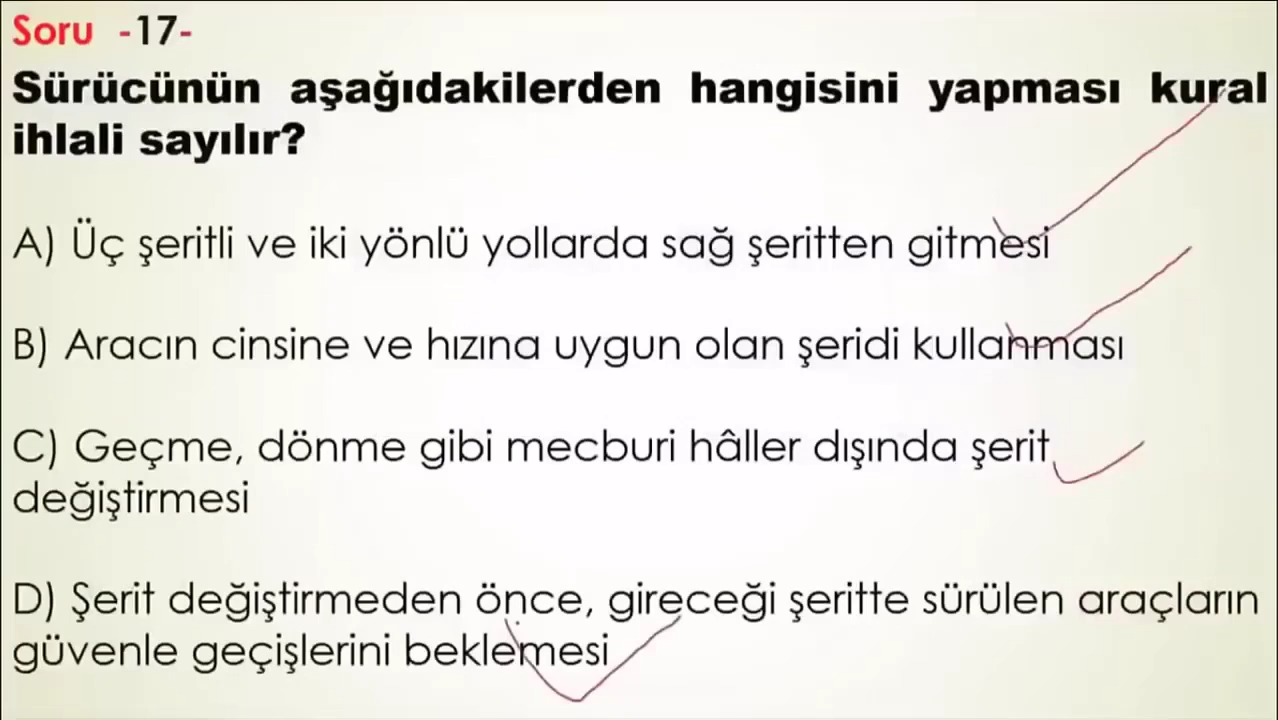 Soru -17-
Sürücünün aşağıdakilerden hangisini yapması kural
ihlali sayılır?
A) Üç şeritli ve iki yönlü yollarda sağ şeritten gitmesi
B) Aracın cinsine ve hızına uygun olan şeridi kullanması
C) Geçme, dönme gibi mecburi hâller dışında şerit
değiştirmesi
D) Şerit değiştirmeden önce, gireceği şeritte sürülen araçların
güvenle geçişlerini beklemesi